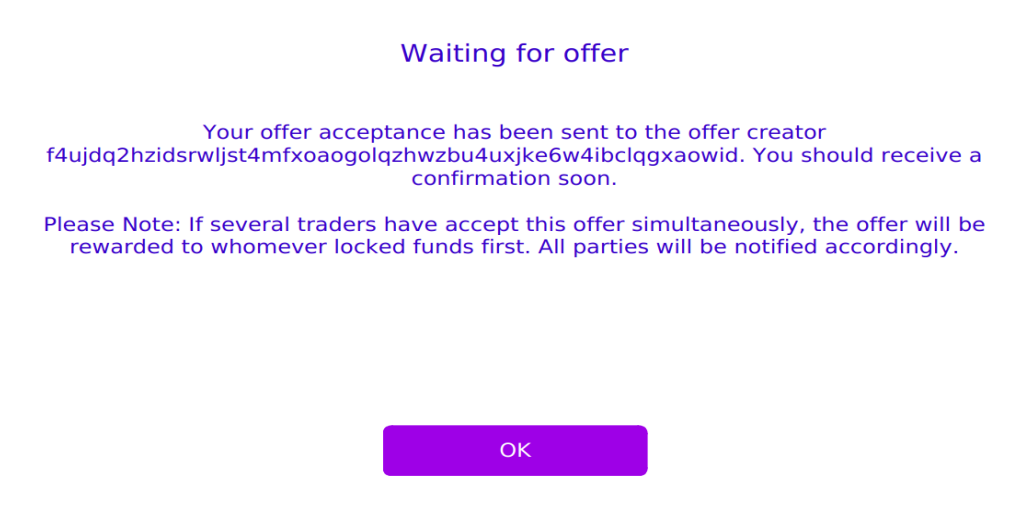 Waiting for offer
Your offer acceptance has been sent to the offer creator
f4ujdq2hzidsrwljst4mfxoaogolqzhwzbu4uxjke6w4ibclqgxaowid. You should receive a
confirmation soon.
Please Note: If several traders have accept this offer simultaneously, the offer will be
rewarded to whomever locked funds first. All parties will be notified accordingly.
OK